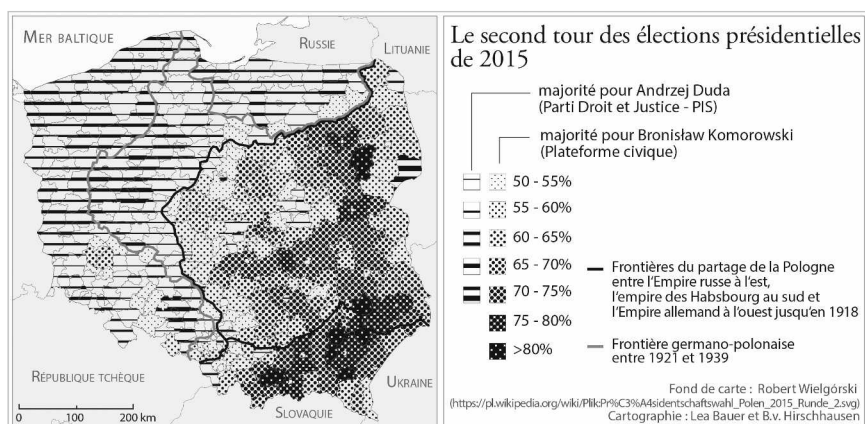 MER BALTIQUE
RUSSIE
LITUANIE
RÉPUBLIQUE TCHÈQUE
SLOVAQUIE
UKRAINE
0 100 200 km
Le second tour des élections présidentielles
de 2015
majorité pour Andrzej Duda
(Parti Droit et Justice - PIS)
majorité pour Bronisław Komorowski
(Plateforme civique)
50 - 55%
55 - 60%
60 - 65%
65 - 70%
70 - 75%
75 - 80%
>80%
Frontières du partage de la Pologne
entre l'Empire russe à l'est,
l'empire des Habsbourg au sud et
l'Empire allemand à l'ouest jusqu'en 1918
Frontière germano-polonaise
entre 1921 et 1939
Fond de carte : Robert Wielgórski
(https://pl.wikipedia.org/wiki/Plik:Pr%C3%A4sidentschaftswahl_Polen_2015_Runde_2.svg)
Cartographie : Lea Bauer et B.v. Hirschhausen